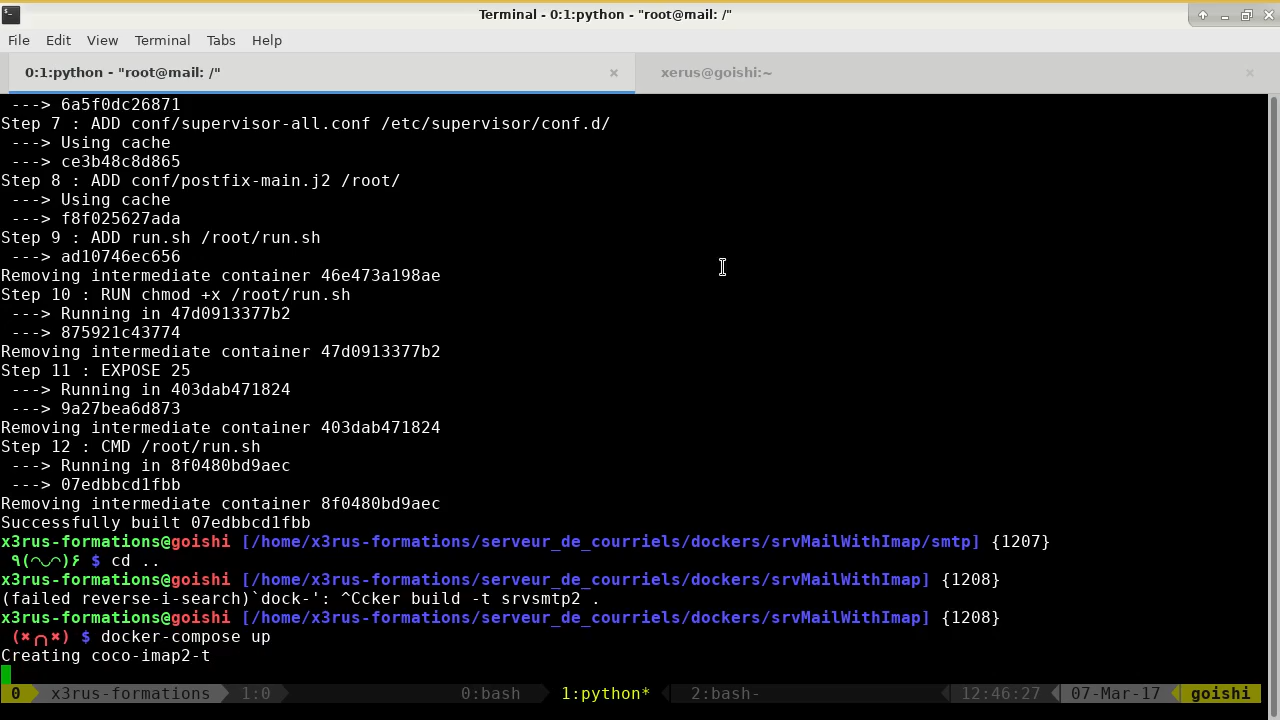 Terminal - 0:1:python - "root@mail: /"
File Edit View Terminal Tabs Help
0:1:python - "root@mail: /" xerus@goishi:~
---> 6a5f0dc26871
Step 7 : ADD conf/supervisor-all.conf /etc/supervisor/conf.d/
---> Using cache
---> ce3b48c8d865
Step 8 : ADD conf/postfix-main.j2 /root/
---> Using cache
---> f8f025627ada
Step 9 : ADD run.sh /root/run.sh
---> ad10746ec656
Removing intermediate container 46e473a198ae
Step 10 : RUN chmod +x /root/run.sh
---> Running in 47d0913377b2
---> 875921c43774
Removing intermediate container 47d0913377b2
Step 11 : EXPOSE 25
---> Running in 403dab471824
---> 9a27bea6d873
Removing intermediate container 403dab471824
Step 12 : CMD /root/run.sh
---> Running in 8f0480bd9aec
---> 07edbbcd1fbb
Removing intermediate container 8f0480bd9aec
Successfully built 07edbbcd1fbb
x3rus-formations@goishi [/home/x3rus-formations/serveur_de_courriels/dockers/srvMailWithImap/smtp] {1207}
٩(◠◡◠)۶ $ cd ..
x3rus-formations@goishi [/home/x3rus-formations/serveur_de_courriels/dockers/srvMailWithImap] {1208}
(failed reverse-i-search)`dock-': ^Ccker build -t srvsmtp2 .
x3rus-formations@goishi [/home/x3rus-formations/serveur_de_courriels/dockers/srvMailWithImap] {1208}
(✖╭╮✖) $ docker-compose up
Creating coco-imap2-t
0 x3rus-formations 1:0 0:bash 1:python* 2:bash- 12:46:27 07-Mar-17 goishi